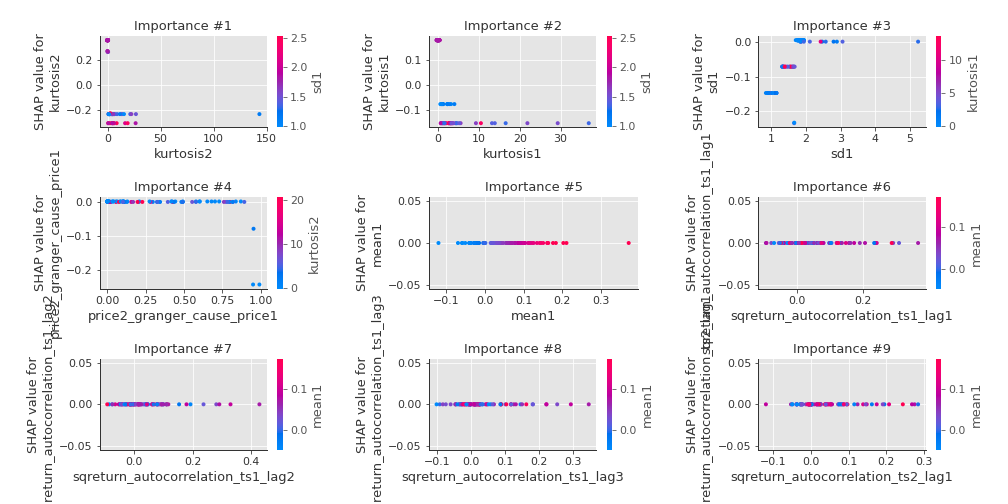 Importance #1
Importance #2
Importance #3
SHAP value for
kurtosis2
0.2
0.0
−0.2
0
50
100
150
kurtosis2
2.5
2.0
1.5
1.0
sd1
SHAP value for
kurtosis1
0.2
0.1
0.0
−0.1
0
10
20
30
kurtosis1
2.5
2.0
1.5
1.0
sd1
SHAP value for
sd1
0.0
−0.1
−0.2
1
2
3
4
5
sd1
10
5
0
kurtosis1
Importance #4
Importance #5
Importance #6
SHAP value for
price2_granger_cause_price1
0.0
−0.1
−0.2
0.00
0.25
0.50
0.75
1.00
price2_granger_cause_price1
20
10
0
kurtosis2
SHAP value for
mean1
0.05
0.00
−0.05
−0.1
0.0
0.1
0.2
0.3
mean1
SHAP value for
sqreturn_autocorrelation_ts1_lag1
0.05
0.00
−0.05
0.0
0.2
sqreturn_autocorrelation_ts1_lag1
0.1
0.0
mean1
Importance #7
Importance #8
Importance #9
SHAP value for
sqreturn_autocorrelation_ts1_lag2
0.05
0.00
−0.05
0.0
0.2
0.4
sqreturn_autocorrelation_ts1_lag2
0.1
0.0
mean1
SHAP value for
sqreturn_autocorrelation_ts1_lag3
0.05
0.00
−0.05
−0.1
0.0
0.1
0.2
0.3
sqreturn_autocorrelation_ts1_lag3
0.1
0.0
mean1
SHAP value for
sqreturn_autocorrelation_ts2_lag1
0.05
0.00
−0.05
−0.1
0.0
0.1
0.2
0.3
sqreturn_autocorrelation_ts2_lag1
0.1
0.0
mean1